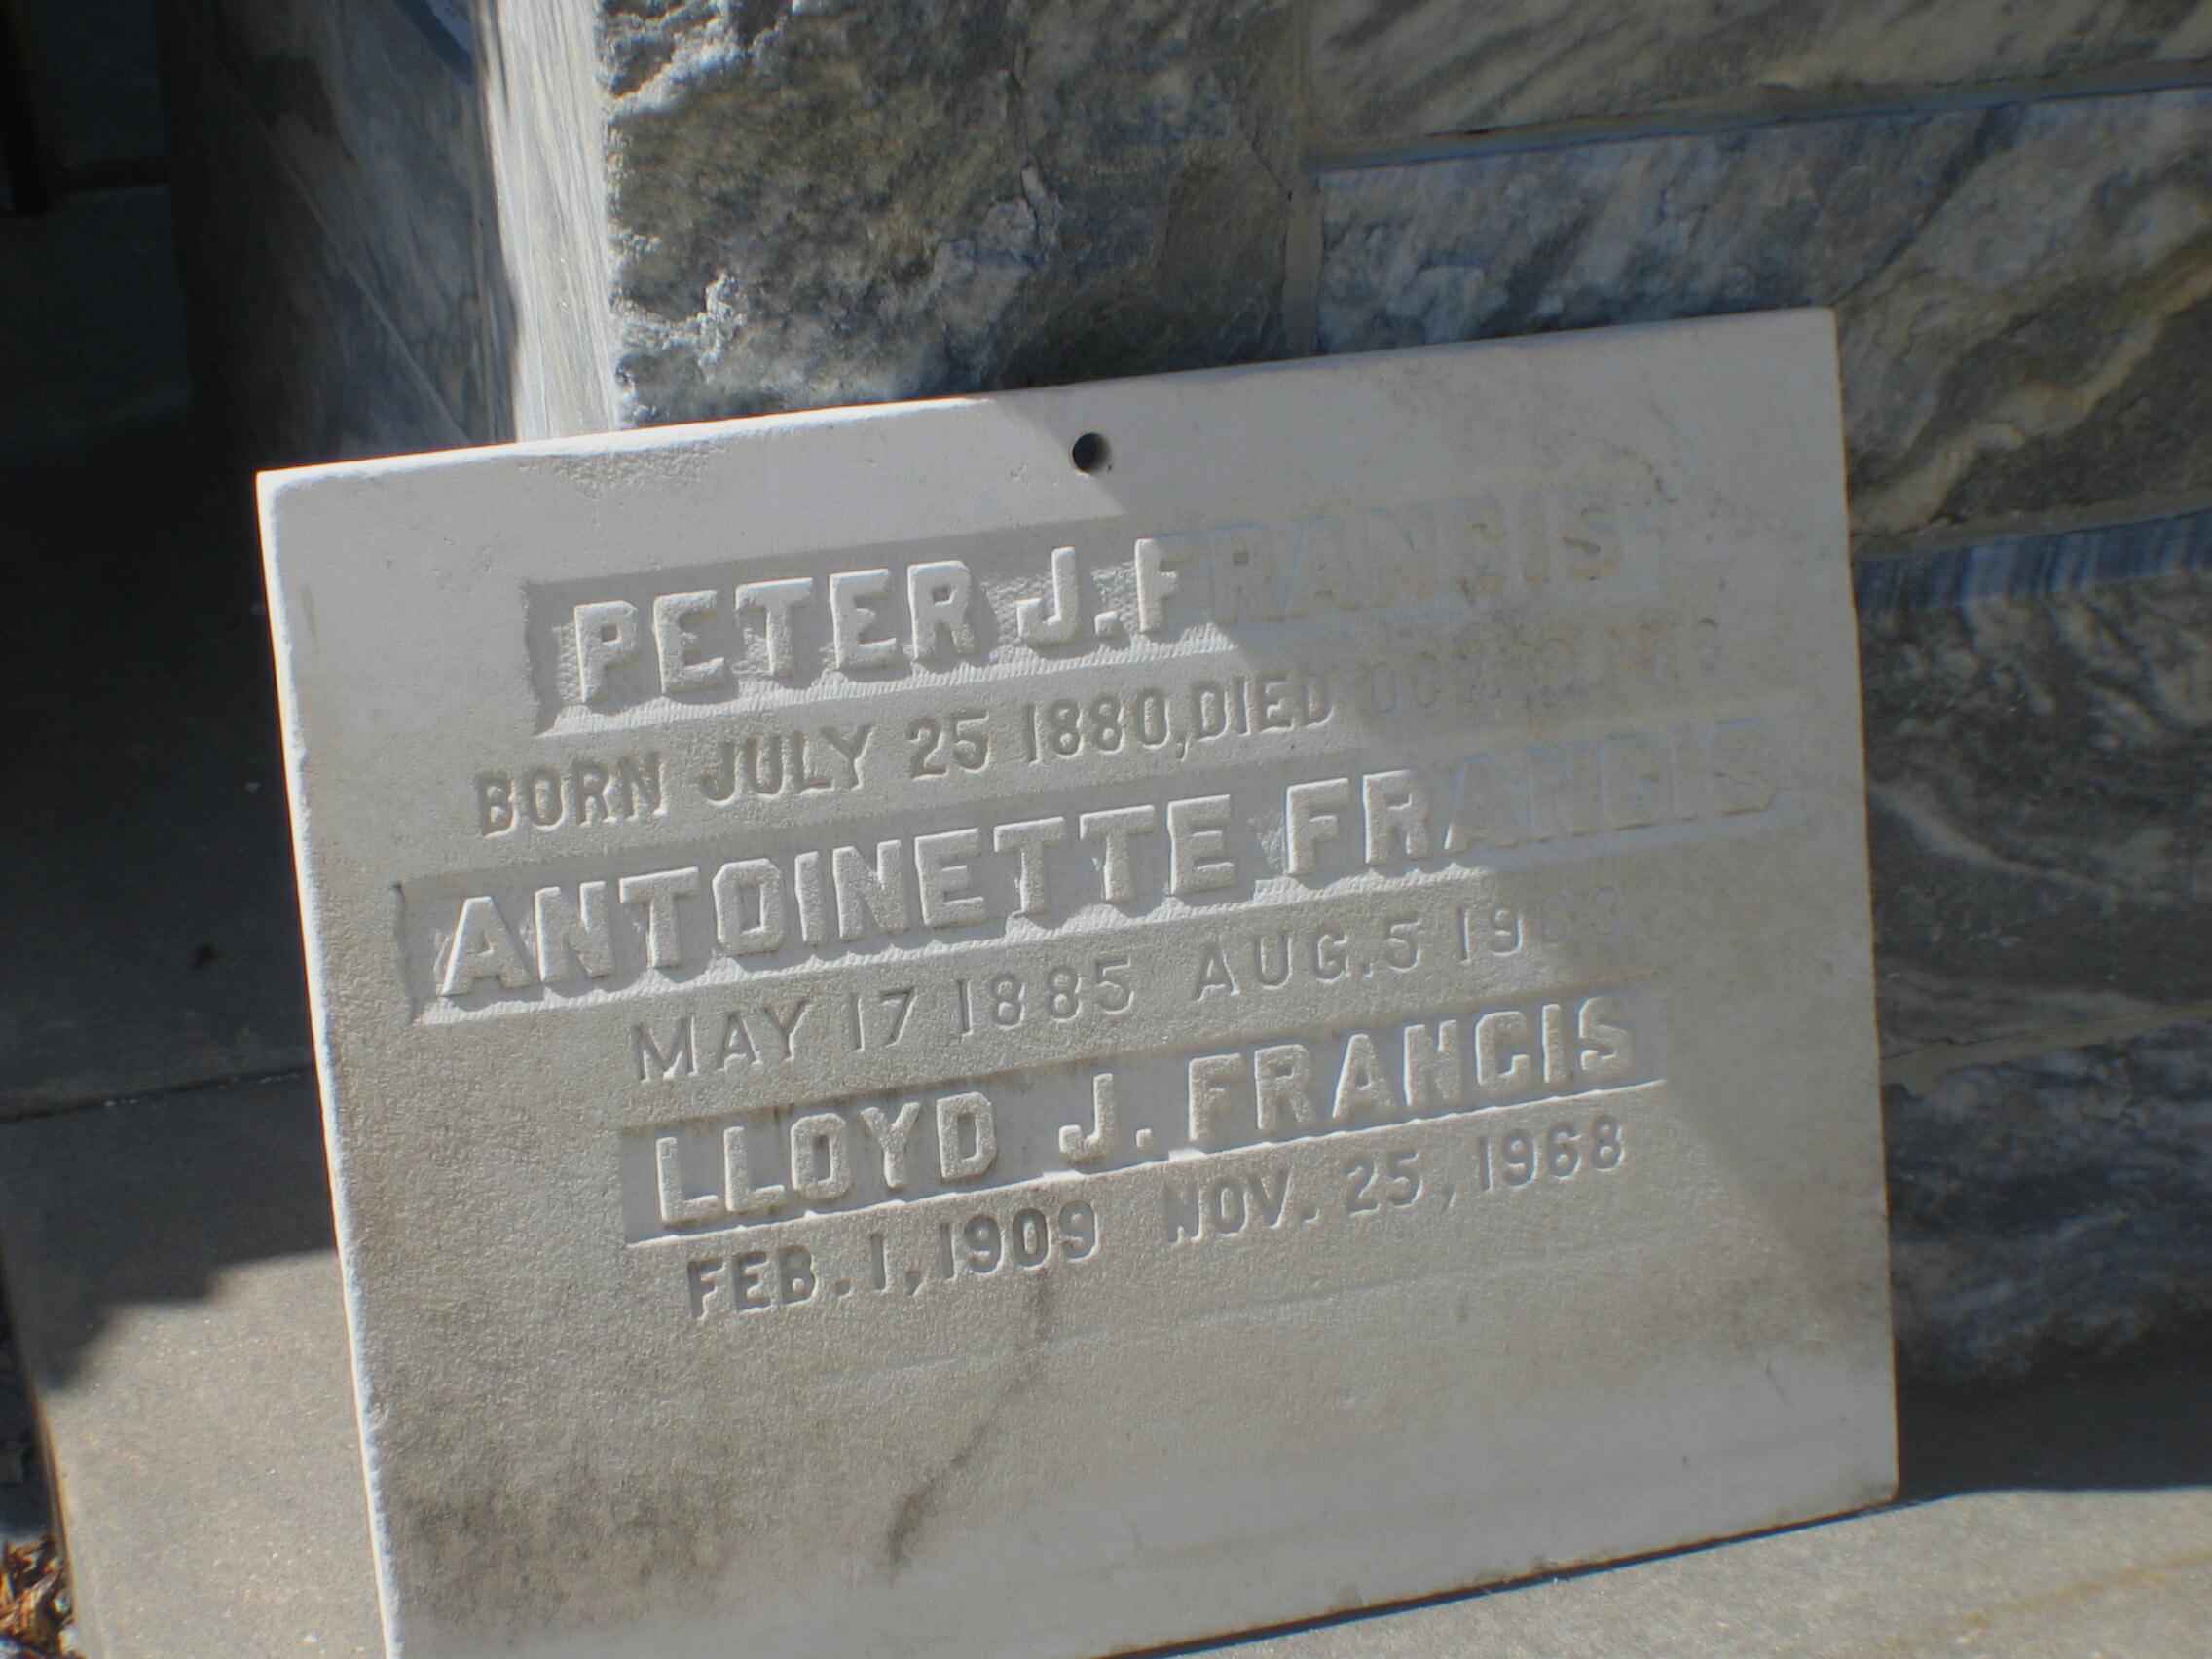 PETER J. FRANCIS
BORN JULY 25 1880, DIED OCT
ANTOINETTE FRANCIS
MAY 17 1885 AUG. 5
LLOYD J. FRANCIS
FEB. 1, 1909 NOV. 25, 1968